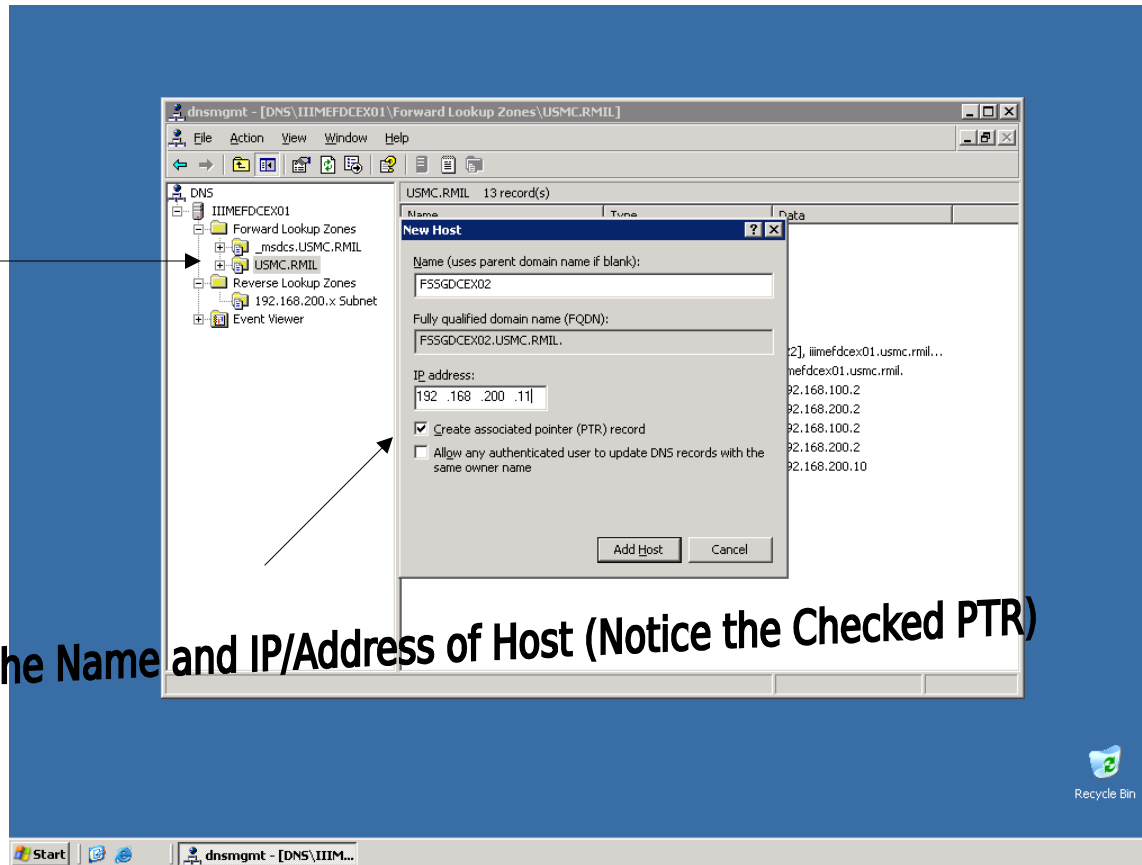 dnsmgmt - [DNS\IIIMEFDCEX01\Forward Lookup Zones\USMC.RMIL]
File Action View Window Help
DNS
IIIMEFDCEX01
Forward Lookup Zones
_msdcs.USMC.RMIL
USMC.RMIL
Reverse Lookup Zones
192.168.200.x Subnet
Event Viewer
USMC.RMIL 13 record(s)
Name Type Data
New Host
Name (uses parent domain name if blank):
FSSGDCEX02
Fully qualified domain name (FQDN):
FSSGDCEX02.USMC.RMIL.
IP address:
192 .168 .200 .11
Create associated pointer (PTR) record
Allow any authenticated user to update DNS records with the
same owner name
Add Host Cancel
2], iiimefdcex01.usmc.rmil...
mefdcex01.usmc.rmil.
92.168.100.2
92.168.200.2
92.168.100.2
92.168.200.2
92.168.200.10
he Name and IP/Address of Host (Notice the Checked PTR)
Recycle Bin
Start
dnsmgmt - [DNS\IIIM...